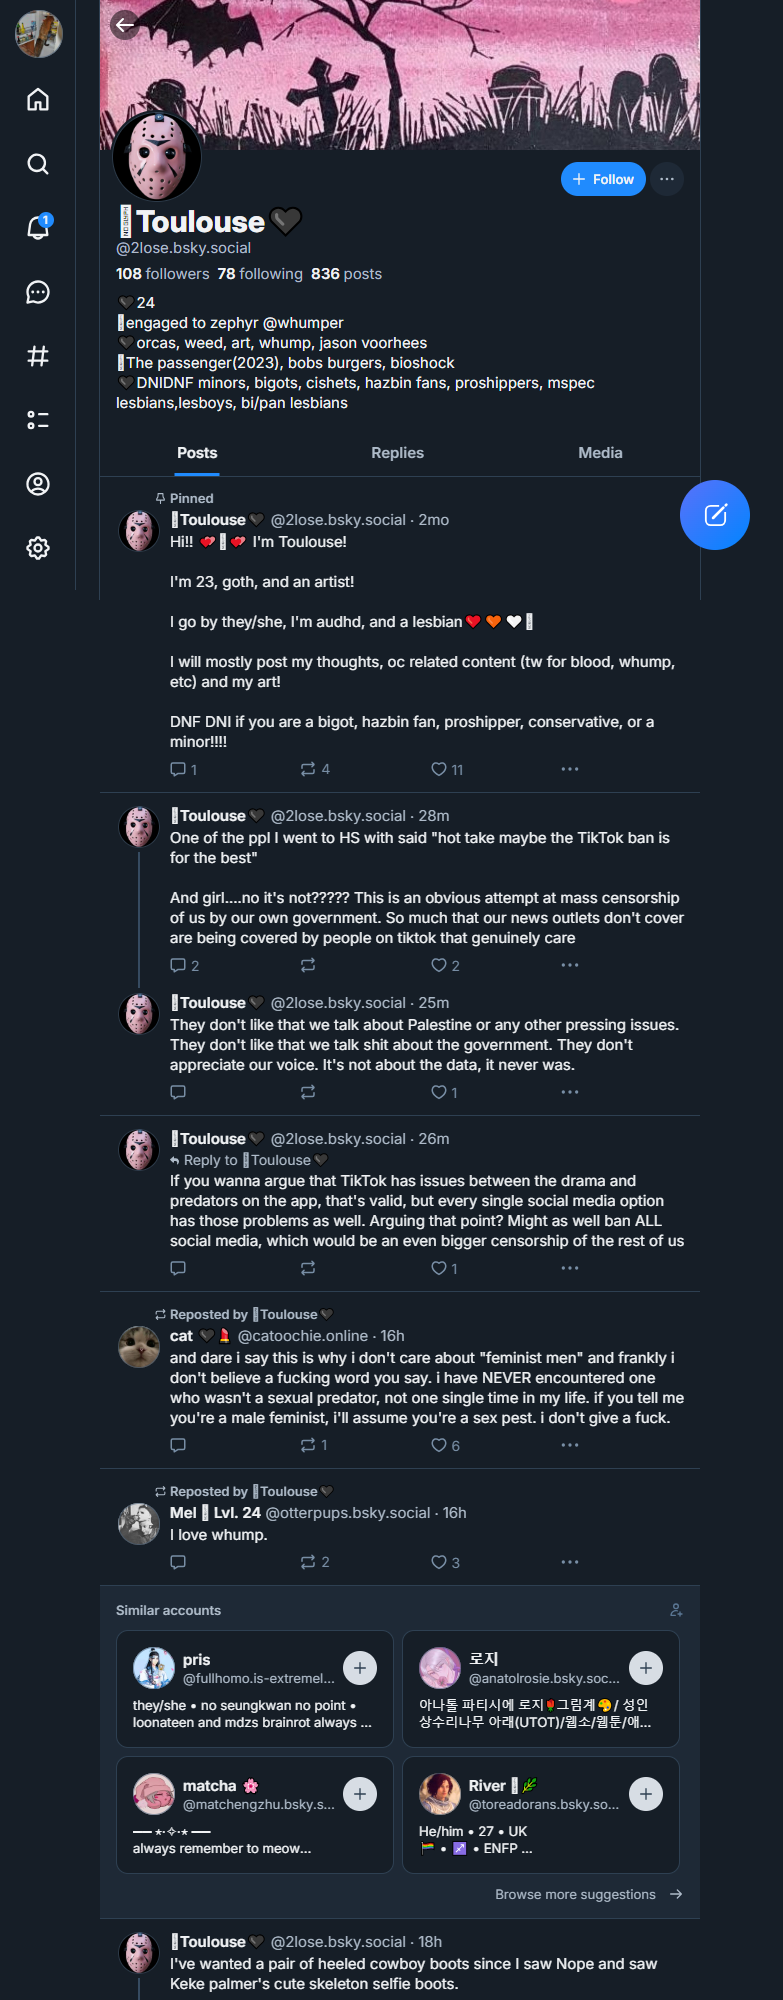 + Follow
Toulouse🖤
@2lose.bsky.social
108 followers 78 following 836 posts
🖤24
engaged to zephyr @whumper
🖤orcas, weed, art, whump, jason voorhees
The passenger(2023), bobs burgers, bioshock
🖤DNIDNF minors, bigots, cishets, hazbin fans, proshippers, mspec
lesbians,lesboys, bi/pan lesbians
Posts Replies Media
1
Pinned
Toulouse🖤 @2lose.bsky.social · 2mo
Hi!! 💕 💕 I'm Toulouse!
I'm 23, goth, and an artist!
I go by they/she, I'm audhd, and a lesbian❤️🧡🤍
I will mostly post my thoughts, oc related content (tw for blood, whump,
etc) and my art!
DNF DNI if you are a bigot, hazbin fan, proshipper, conservative, or a
minor!!!!
1 4 11
Toulouse🖤 @2lose.bsky.social · 28m
One of the ppl I went to HS with said "hot take maybe the TikTok ban is
for the best"
And girl....no it's not????? This is an obvious attempt at mass censorship
of us by our own government. So much that our news outlets don't cover
are being covered by people on tiktok that genuinely care
2 2
Toulouse🖤 @2lose.bsky.social · 25m
They don't like that we talk about Palestine or any other pressing issues.
They don't like that we talk shit about the government. They don't
appreciate our voice. It's not about the data, it never was.
1
Toulouse🖤 @2lose.bsky.social · 26m
Reply to Toulouse🖤
If you wanna argue that TikTok has issues between the drama and
predators on the app, that's valid, but every single social media option
has those problems as well. Arguing that point? Might as well ban ALL
social media, which would be an even bigger censorship of the rest of us
1
Reposted by Toulouse🖤
cat 🖤💄 @catoochie.online · 16h
and dare i say this is why i don't care about "feminist men" and frankly i
don't believe a fucking word you say. i have NEVER encountered one
who wasn't a sexual predator, not one single time in my life. if you tell me
you're a male feminist, i'll assume you're a sex pest. i don't give a fuck.
1 6
Reposted by Toulouse🖤
Mel Lvl. 24 @otterpups.bsky.social · 16h
I love whump.
2 3
Similar accounts
pris
@fullhomo.is-extremel...
they/she • no seungkwan no point •
loonateen and mdzs brainrot always ...
로지
@anatolrosie.bsky.soc...
아나톨 파티시에 로지🌹그림계🎨/ 성인
상수리나무 아래(UTOT)/웹소/웹툰/애...
matcha 🌸
@matchengzhu.bsky.s...
── ⋆⋅✧⋅⋆ ──
always remember to meow...
River 🌿
@toreadorans.bsky.so...
He/him • 27 • UK
🏳️‍🌈 • ♐ • ENFP ...
Browse more suggestions →
Toulouse🖤 @2lose.bsky.social · 18h
I've wanted a pair of heeled cowboy boots since I saw Nope and saw
Keke palmer's cute skeleton selfie boots.